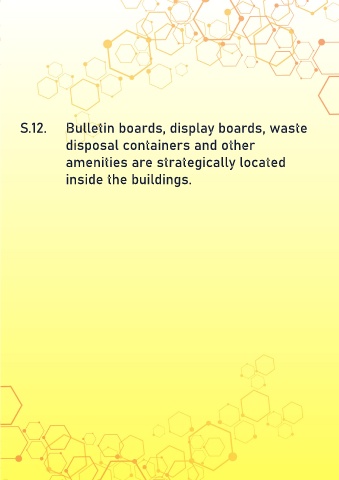 S.12. Bulletin boards, display boards, waste
disposal containers and other
amenities are strategically located
inside the buildings.